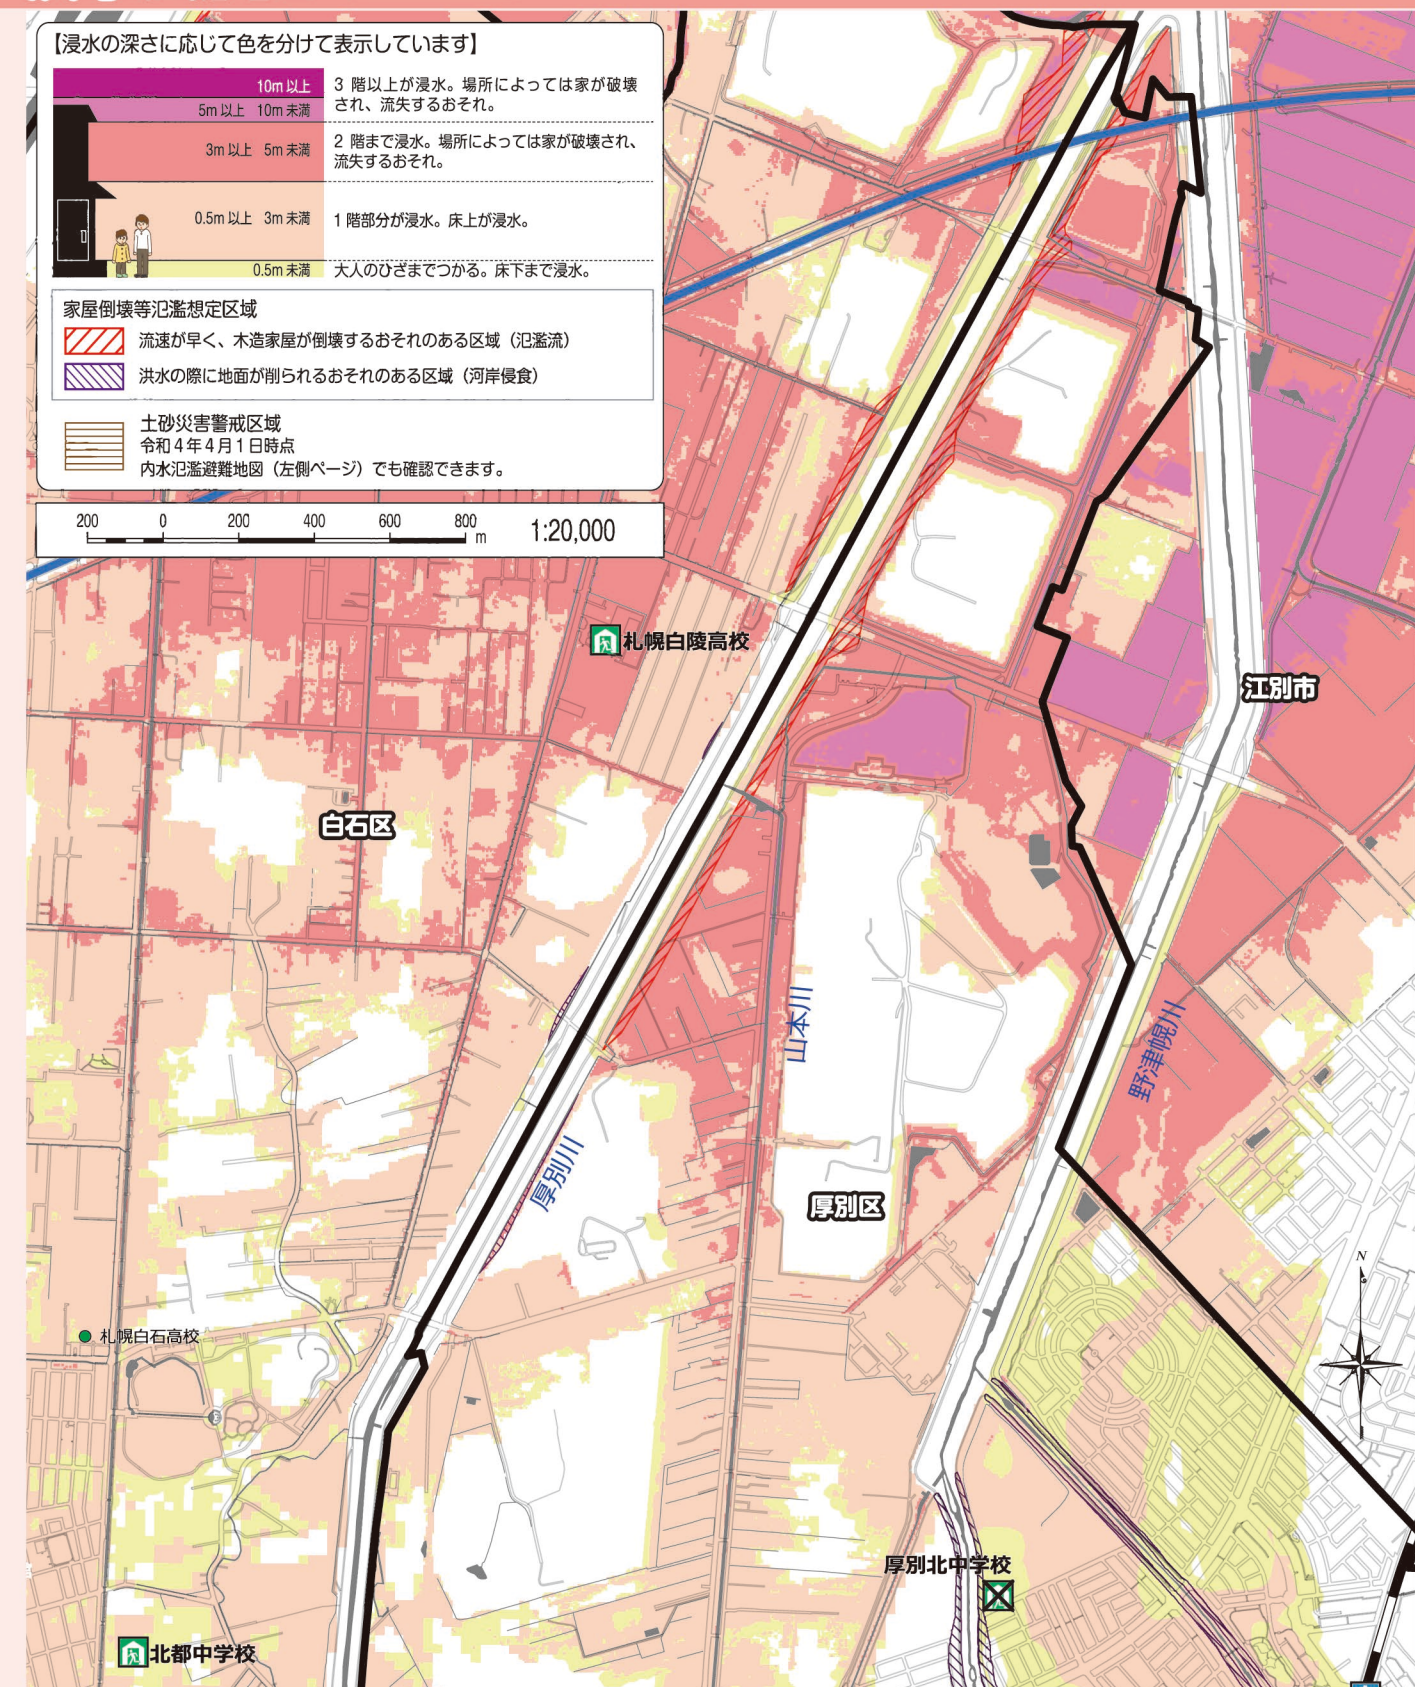 【浸水の深さに応じて色を分けて表示しています】
10m以上
5m以上 10m未満
3階以上が浸水。場所によっては家が破壊
され、流失するおそれ。
3m以上 5m未満
2階まで浸水。場所によっては家が破壊され、
流失するおそれ。
0.5m以上 3m未満
1階部分が浸水。床上が浸水。
0.5m未満
大人のひざまでつかる。床下まで浸水。
家屋倒壊等氾濫想定区域
流速が早く、木造家屋が倒壊するおそれのある区域（氾濫流）
洪水の際に地面が削られるおそれのある区域（河岸侵食）
土砂災害警戒区域
令和4年4月1日時点
内水氾濫避難地図（左側ページ）でも確認できます。
200 0 200 400 600 800 m
1:20,000
札幌白陵高校
江別市
白石区
山本川
野津幌川
厚別川
厚別区
N
札幌白石高校
厚別北中学校
北都中学校